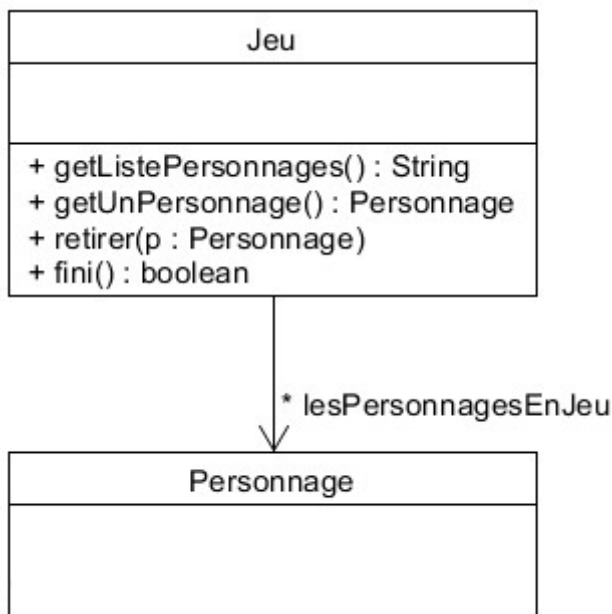 Jeu
+ getListePersonnages() : String
+ getUnPersonnage() : Personnage
+ retirer(p : Personnage)
+ fini() : boolean
* lesPersonnagesEnJeu
Personnage